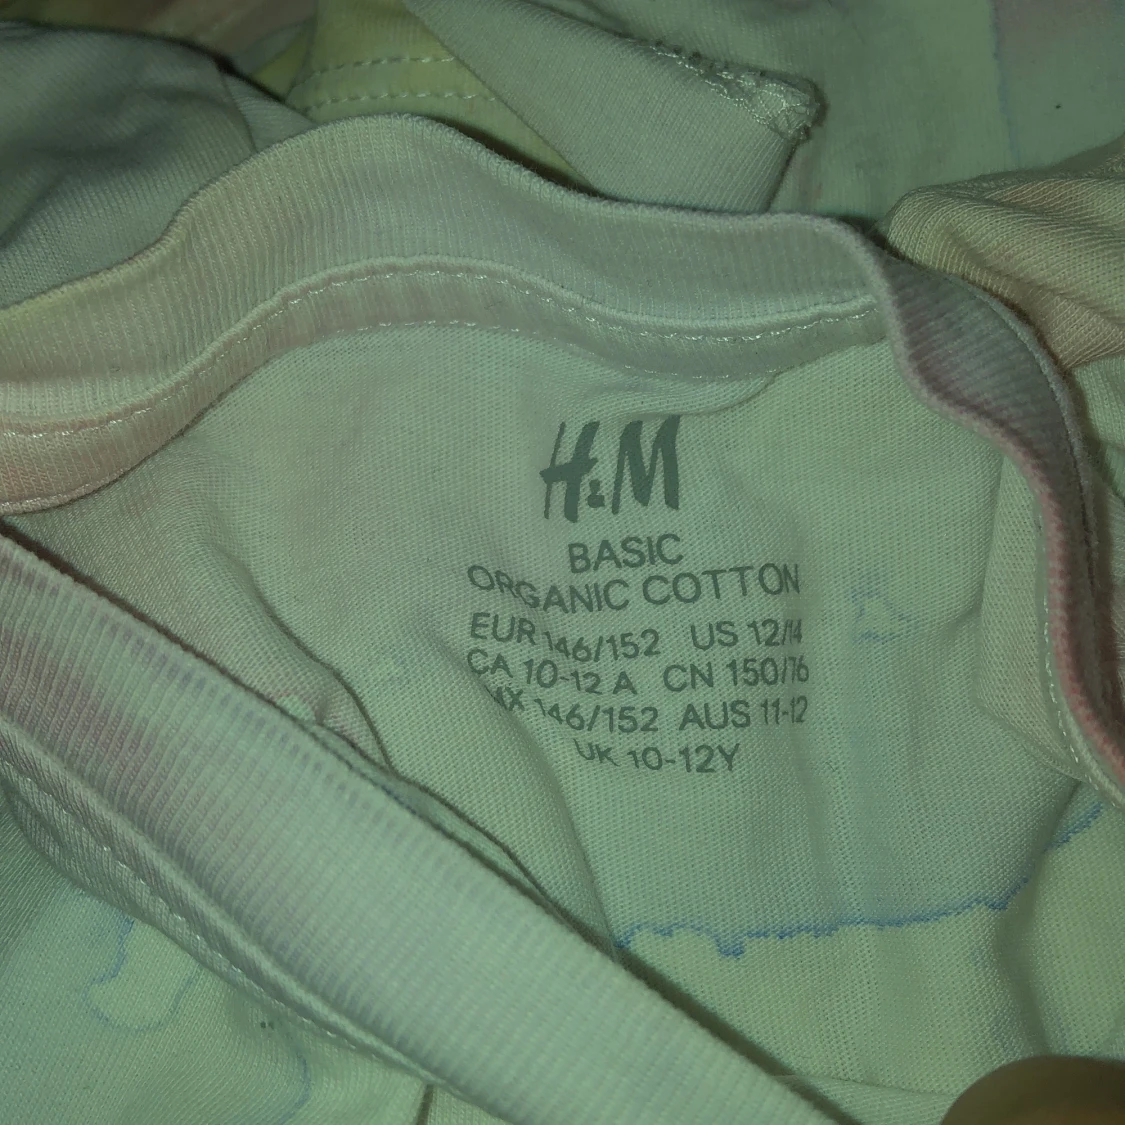 H&M
BASIC
ORGANIC COTTON
EUR 146/152 US 12/14
CA 10-12 A CN 150/76
MX 146/152 AUS 11-12
UK 10-12Y